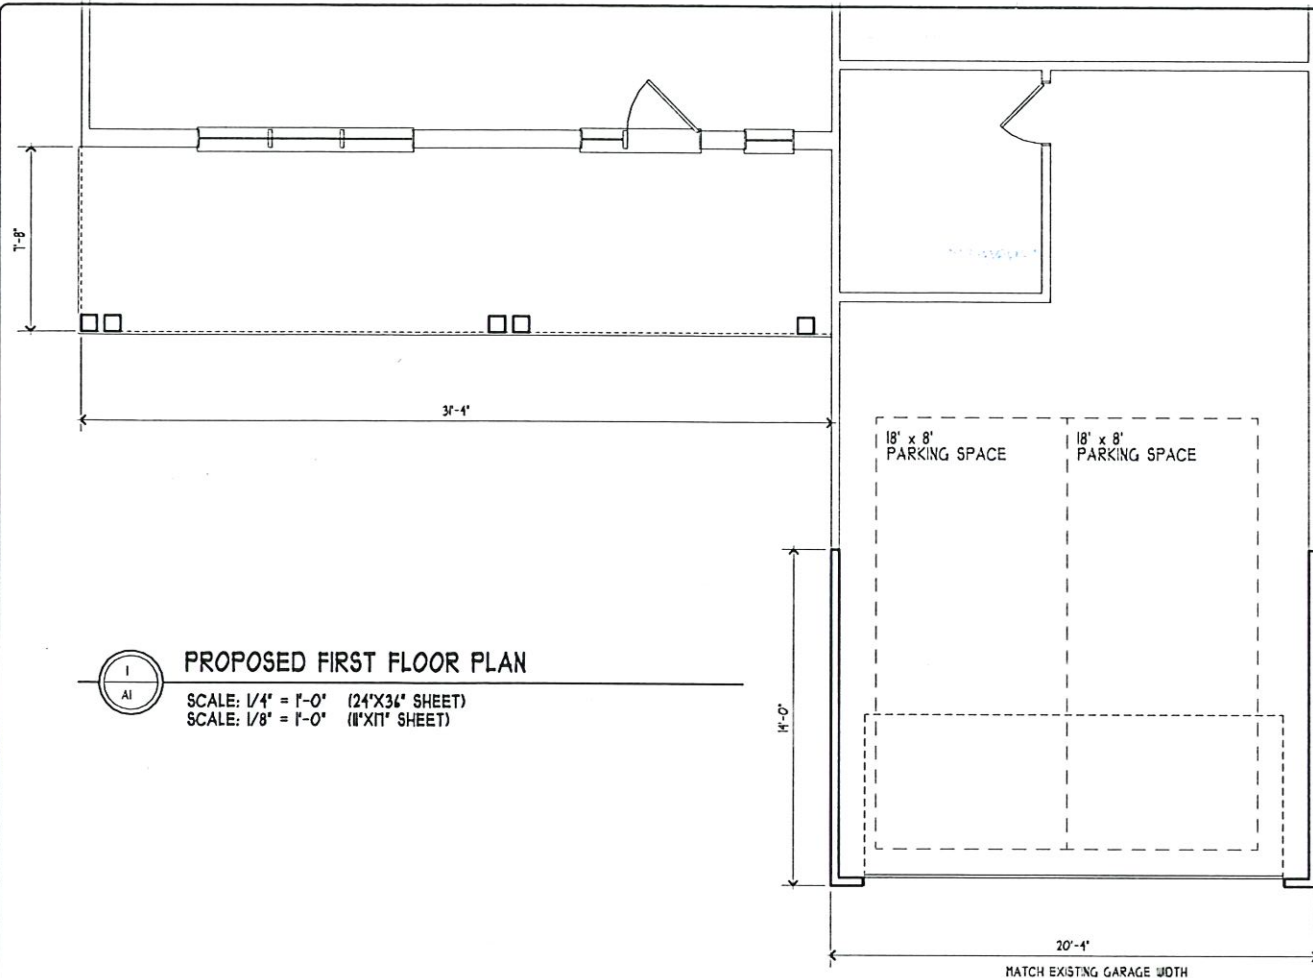 7'-8"
31'-4"
18' x 8'
PARKING SPACE
18' x 8'
PARKING SPACE
14'-0"
1
A1
PROPOSED FIRST FLOOR PLAN
SCALE: 1/4" = 1'-0" (24"X36" SHEET)
SCALE: 1/8" = 1'-0" (11"X17" SHEET)
20'-4"
MATCH EXISTING GARAGE WIDTH